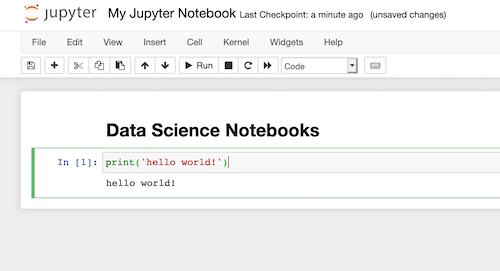 jupyter My Jupyter Notebook Last Checkpoint: a minute ago (unsaved changes)
File Edit View Insert Cell Kernel Widgets Help
Run Code
Data Science Notebooks
In [1]: print('hello world!')
hello world!